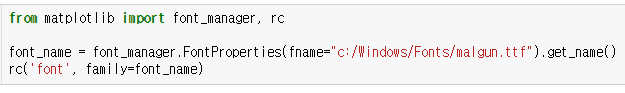 from matplotlib import font_manager, rc
font_name = font_manager.FontProperties(fname="c:/Windows/Fonts/malgun.ttf").get_name()
rc('font', family=font_name)